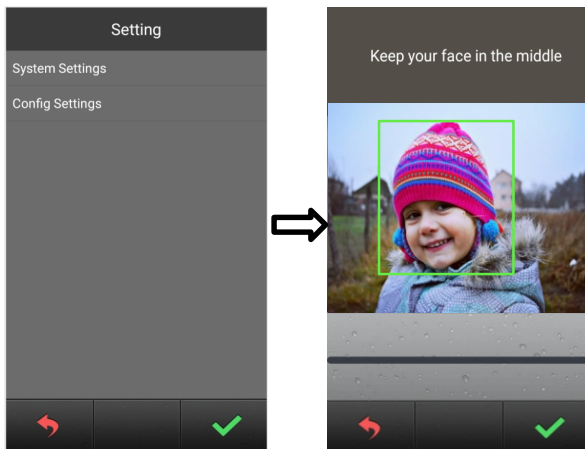 Setting
System Settings
Config Settings
Keep your face in the middle